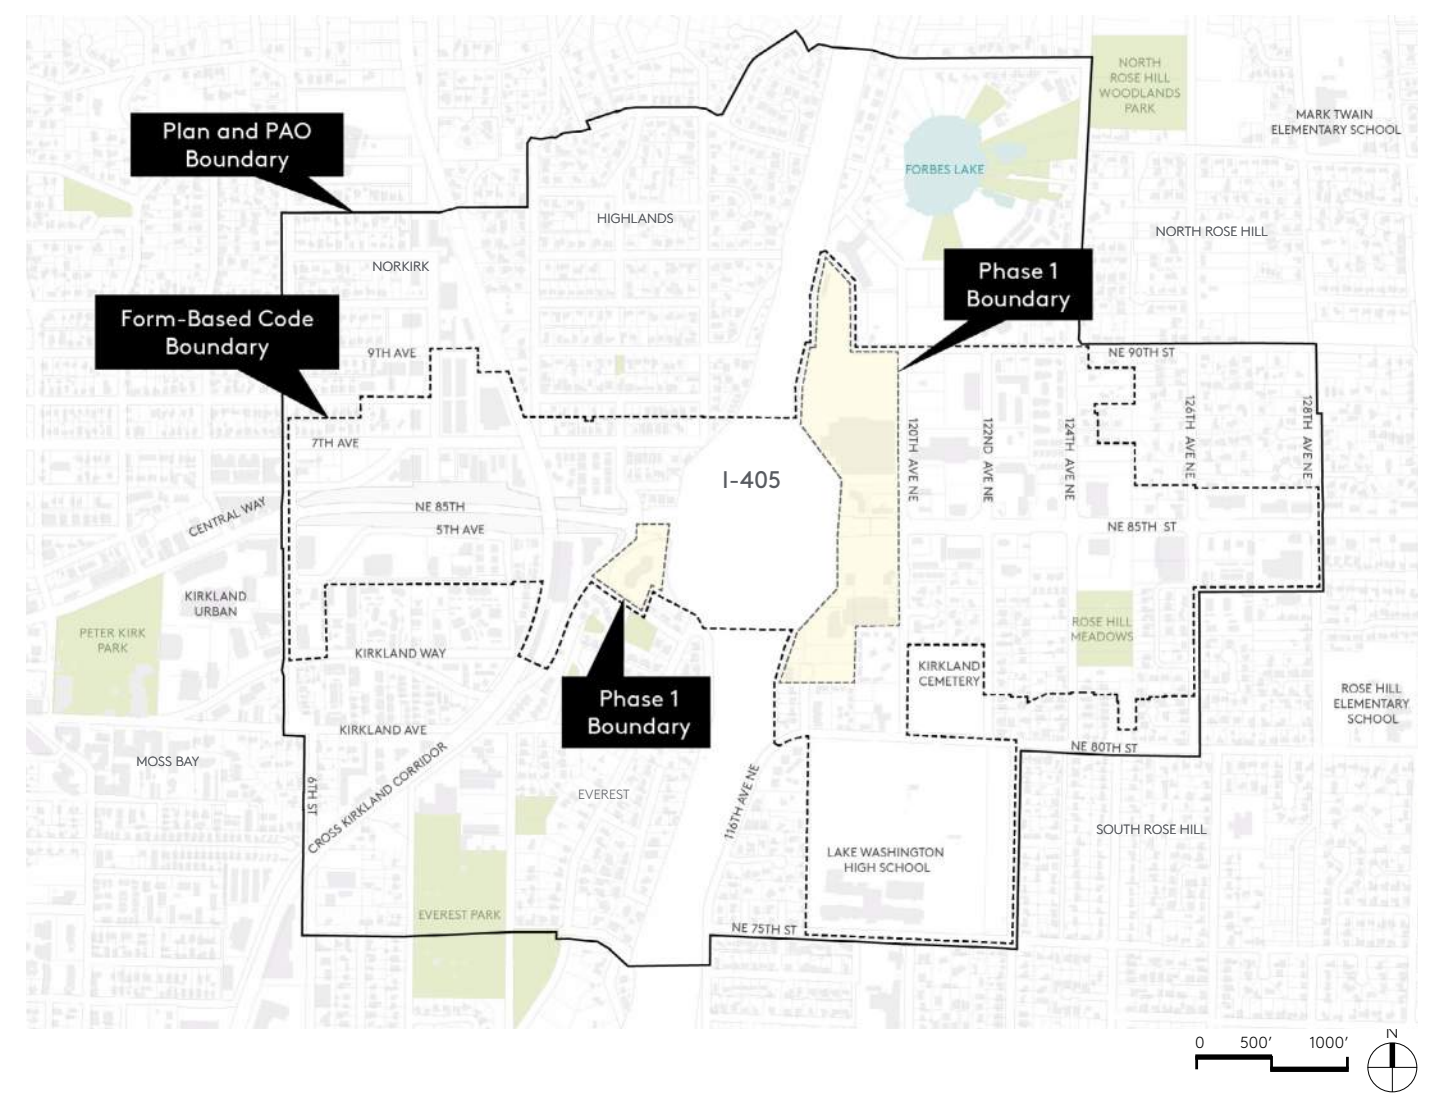 NORTH
ROSE HILL
WOODLANDS
PARK
MARK TWAIN
ELEMENTARY SCHOOL
Plan and PAO
Boundary
FORBES LAKE
HIGHLANDS
NORTH ROSE HILL
NORKIRK
Phase 1
Boundary
Form-Based Code
Boundary
9TH AVE
NE 90TH ST
7TH AVE
120TH AVE NE
122ND AVE NE
124TH AVE NE
126TH AVE NE
128TH AVE NE
I-405
CENTRAL WAY
NE 85TH
5TH AVE
NE 85TH ST
KIRKLAND
URBAN
PETER KIRK
PARK
ROSE HILL
MEADOWS
KIRKLAND WAY
KIRKLAND
CEMETERY
Phase 1
Boundary
ROSE HILL
ELEMENTARY
SCHOOL
KIRKLAND AVE
NE 80TH ST
MOSS BAY
6TH ST
CROSS KIRKLAND CORRIDOR
EVEREST
116TH AVE NE
SOUTH ROSE HILL
LAKE WASHINGTON
HIGH SCHOOL
EVEREST PARK
NE 75TH ST
0 500' 1000'
N